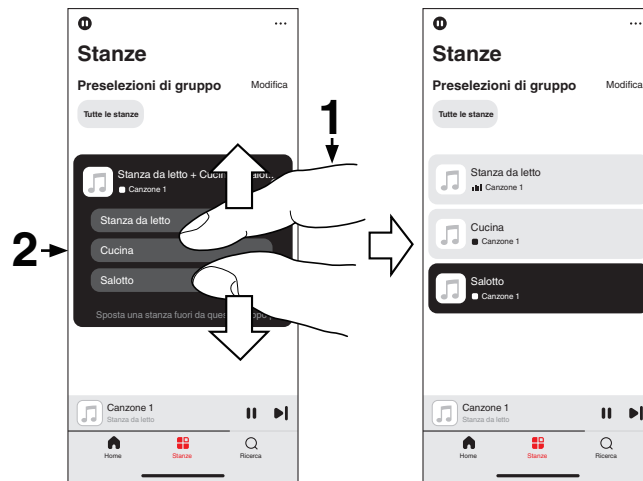 Stanze
Preselezioni di gruppo Modifica
Tutte le stanze
1
Stanza da letto +
Canzone 1
Stanza da letto
2
Cucina
Salotto
Sposta una stanza fuori da
Canzone 1
Stanza da letto
Home Stanze Ricerca
Stanze
Preselezioni di gruppo Modifica
Tutte le stanze
Stanza da letto
Canzone 1
Cucina
Canzone 1
Salotto
Canzone 1
Canzone 1
Stanza da letto
Home Stanze Ricerca